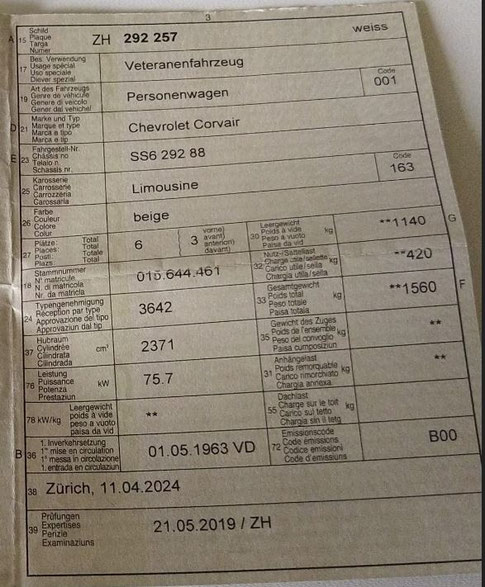 3
A 15 Schild
Plaque
Targa
Numer
ZH 292 257 weiss
17 Bes. Verwendung
Usage spécial
Uso speciale
Diever spezial
Veteranenfahrzeug
19 Art des Fahrzeugs
Genre de véhicule
Genere di veicolo
Gener dal vehichel
Personenwagen
Code
001
D 21 Marke und Typ
Marque et type
Marca e tipo
Marca e tip
Chevrolet Corvair
E 23 Fahrgestell-Nr.
Châssis no
Telaio n.
Schassis nr.
SS6 292 88
25 Karosserie
Carrosserie
Carrozzeria
Carossaria
Limousine
Code
163
26 Farbe
Couleur
Colore
Colur
beige
27 Plätze: Total
Places: Total
Posti: Totale
Plazs Total
6
vorne)
avant)
anteriori)
davant)
3
30 Leergewicht
Poids à vide
Peso a vuoto
Paisa da vid
kg
**1140 G
18 Stammnummer
N° matricule
N. di matricola
Nr. da matricla
015.644.461
32 Nutz-/Sattellast
Charge utile/sellette
Carico utile/sella
Chargia utila/sella
kg
**420
24 Typengenehmigung
Réception par type
Approvazione del tipo
Approvaziun dal tip
3642
33 Gesamtgewicht
Poids total
Peso totale
Paisa totala
kg
**1560 F
37 Hubraum
Cylindrée
Cilindrata
Cilindrada
cm³
2371
35 Gewicht des Zuges
Poids de l'ensemble
Peso del convoglio
Paisa cumposiziun
kg
**
76 Leistung
Puissance
Potenza
Prestaziun
kW
75.7
31 Anhängelast
Poids remorquable
Carico rimorchiato
Chargia annexa
kg
**
78 kW/kg Leergewicht
poids à vide
peso a vuoto
paisa da vid
**
55 Dachlast
Charge sur le toit
Carico sul tetto
Chargia sin il tetg
kg
B 36 1. Inverkehrsetzung
1re mise en circulation
1a messa in circolazione
1. entrada en circulaziun
01.05.1963 VD
72 Emissionscode
Code émissions
Codice emissioni
Code d'emissiuns
B00
38 Zürich, 11.04.2024
39 Prüfungen
Expertises
Perizie
Examinaziuns
21.05.2019 / ZH